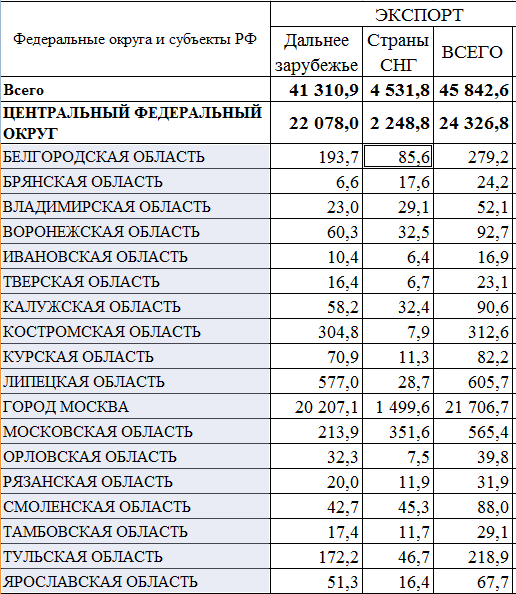 ЭКСПОРТ
Федеральные округа и субъекты РФ
Дальнее зарубежье
Страны СНГ
ВСЕГО
Всего 41 310,9 4 531,8 45 842,6
ЦЕНТРАЛЬНЫЙ ФЕДЕРАЛЬНЫЙ
ОКРУГ 22 078,0 2 248,8 24 326,8
БЕЛГОРОДСКАЯ ОБЛАСТЬ 193,7 85,6 279,2
БРЯНСКАЯ ОБЛАСТЬ 6,6 17,6 24,2
ВЛАДИМИРСКАЯ ОБЛАСТЬ 23,0 29,1 52,1
ВОРОНЕЖСКАЯ ОБЛАСТЬ 60,3 32,5 92,7
ИВАНОВСКАЯ ОБЛАСТЬ 10,4 6,4 16,9
ТВЕРСКАЯ ОБЛАСТЬ 16,4 6,7 23,1
КАЛУЖСКАЯ ОБЛАСТЬ 58,2 32,4 90,6
КОСТРОМСКАЯ ОБЛАСТЬ 304,8 7,9 312,6
КУРСКАЯ ОБЛАСТЬ 70,9 11,3 82,2
ЛИПЕЦКАЯ ОБЛАСТЬ 577,0 28,7 605,7
ГОРОД МОСКВА 20 207,1 1 499,6 21 706,7
МОСКОВСКАЯ ОБЛАСТЬ 213,9 351,6 565,4
ОРЛОВСКАЯ ОБЛАСТЬ 32,3 7,5 39,8
РЯЗАНСКАЯ ОБЛАСТЬ 20,0 11,9 31,9
СМОЛЕНСКАЯ ОБЛАСТЬ 42,7 45,3 88,0
ТАМБОВСКАЯ ОБЛАСТЬ 17,4 11,7 29,1
ТУЛЬСКАЯ ОБЛАСТЬ 172,2 46,7 218,9
ЯРОСЛАВСКАЯ ОБЛАСТЬ 51,3 16,4 67,7